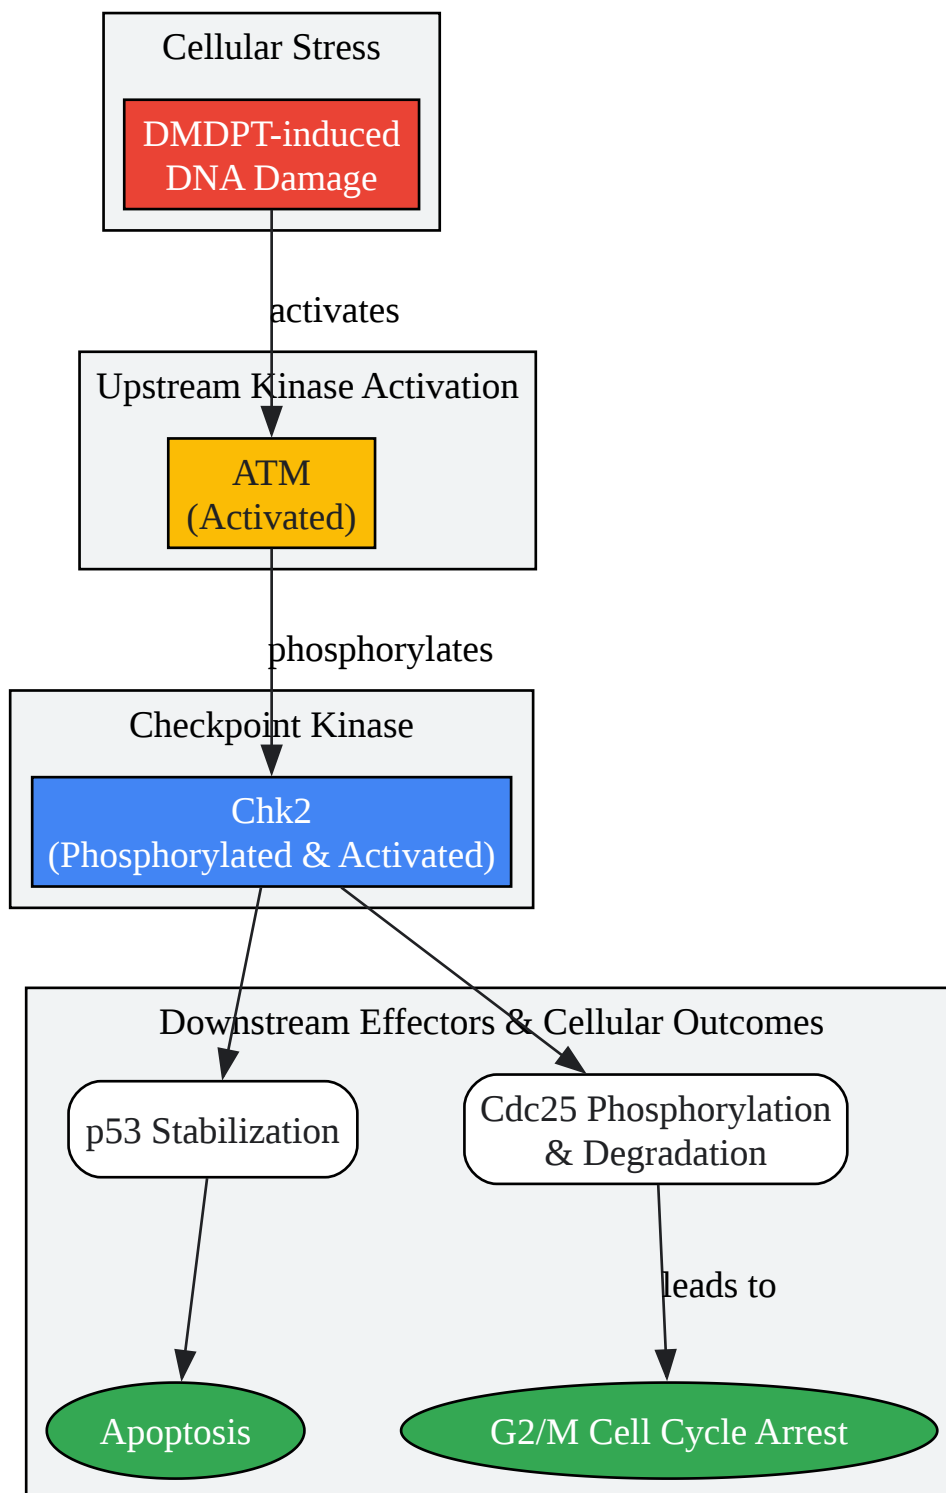 Cellular Stress
DMDPT-induced
DNA Damage
activates
Upstream Kinase Activation
ATM
(Activated)
phosphorylates
Checkpoint Kinase
Chk2
(Phosphorylated & Activated)
Downstream Effectors & Cellular Outcomes
p53 Stabilization
Cdc25 Phosphorylation
& Degradation
leads to
Apoptosis
G2/M Cell Cycle Arrest